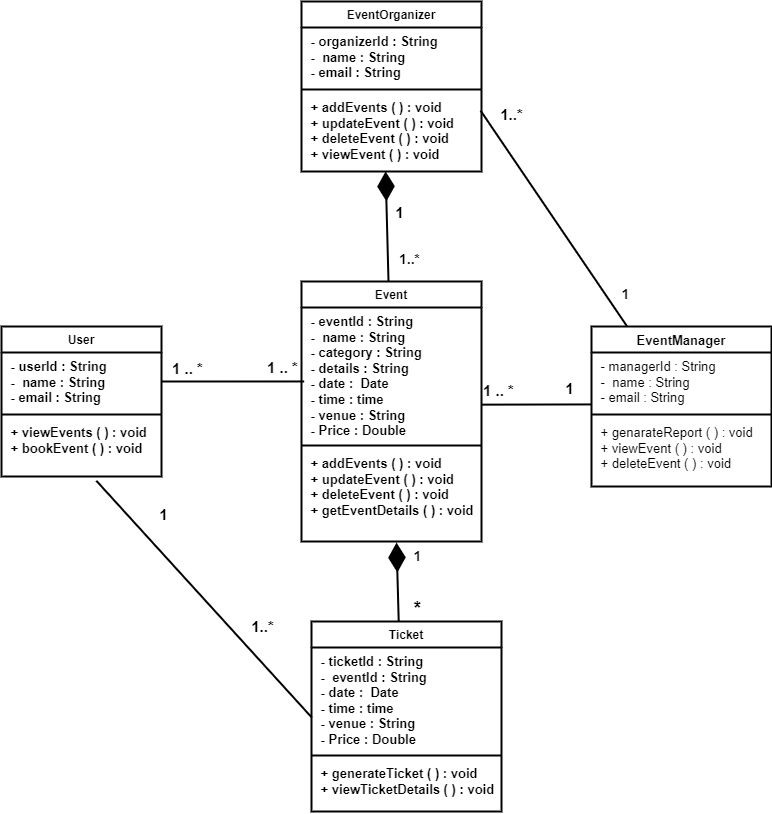 EventOrganizer
- organizerId : String
- name : String
- email : String
+ addEvents ( ) : void
+ updateEvent ( ) : void
+ deleteEvent ( ) : void
+ viewEvent ( ) : void
1..*
1
1..*
1
Event
- eventId : String
- name : String
- category : String
- details : String
- date : Date
- time : time
- venue : String
- Price : Double
+ addEvents ( ) : void
+ updateEvent ( ) : void
+ deleteEvent ( ) : void
+ getEventDetails ( ) : void
User
- userId : String
- name : String
- email : String
+ viewEvents ( ) : void
+ bookEvent ( ) : void
1 .. *
1 .. *
EventManager
- managerId : String
- name : String
- email : String
+ genarateReport ( ) : void
+ viewEvent ( ) : void
+ deleteEvent ( ) : void
1 .. *
1
1
1..*
1
*
Ticket
- ticketId : String
- eventId : String
- date : Date
- time : time
- venue : String
- Price : Double
+ generateTicket ( ) : void
+ viewTicketDetails ( ) : void